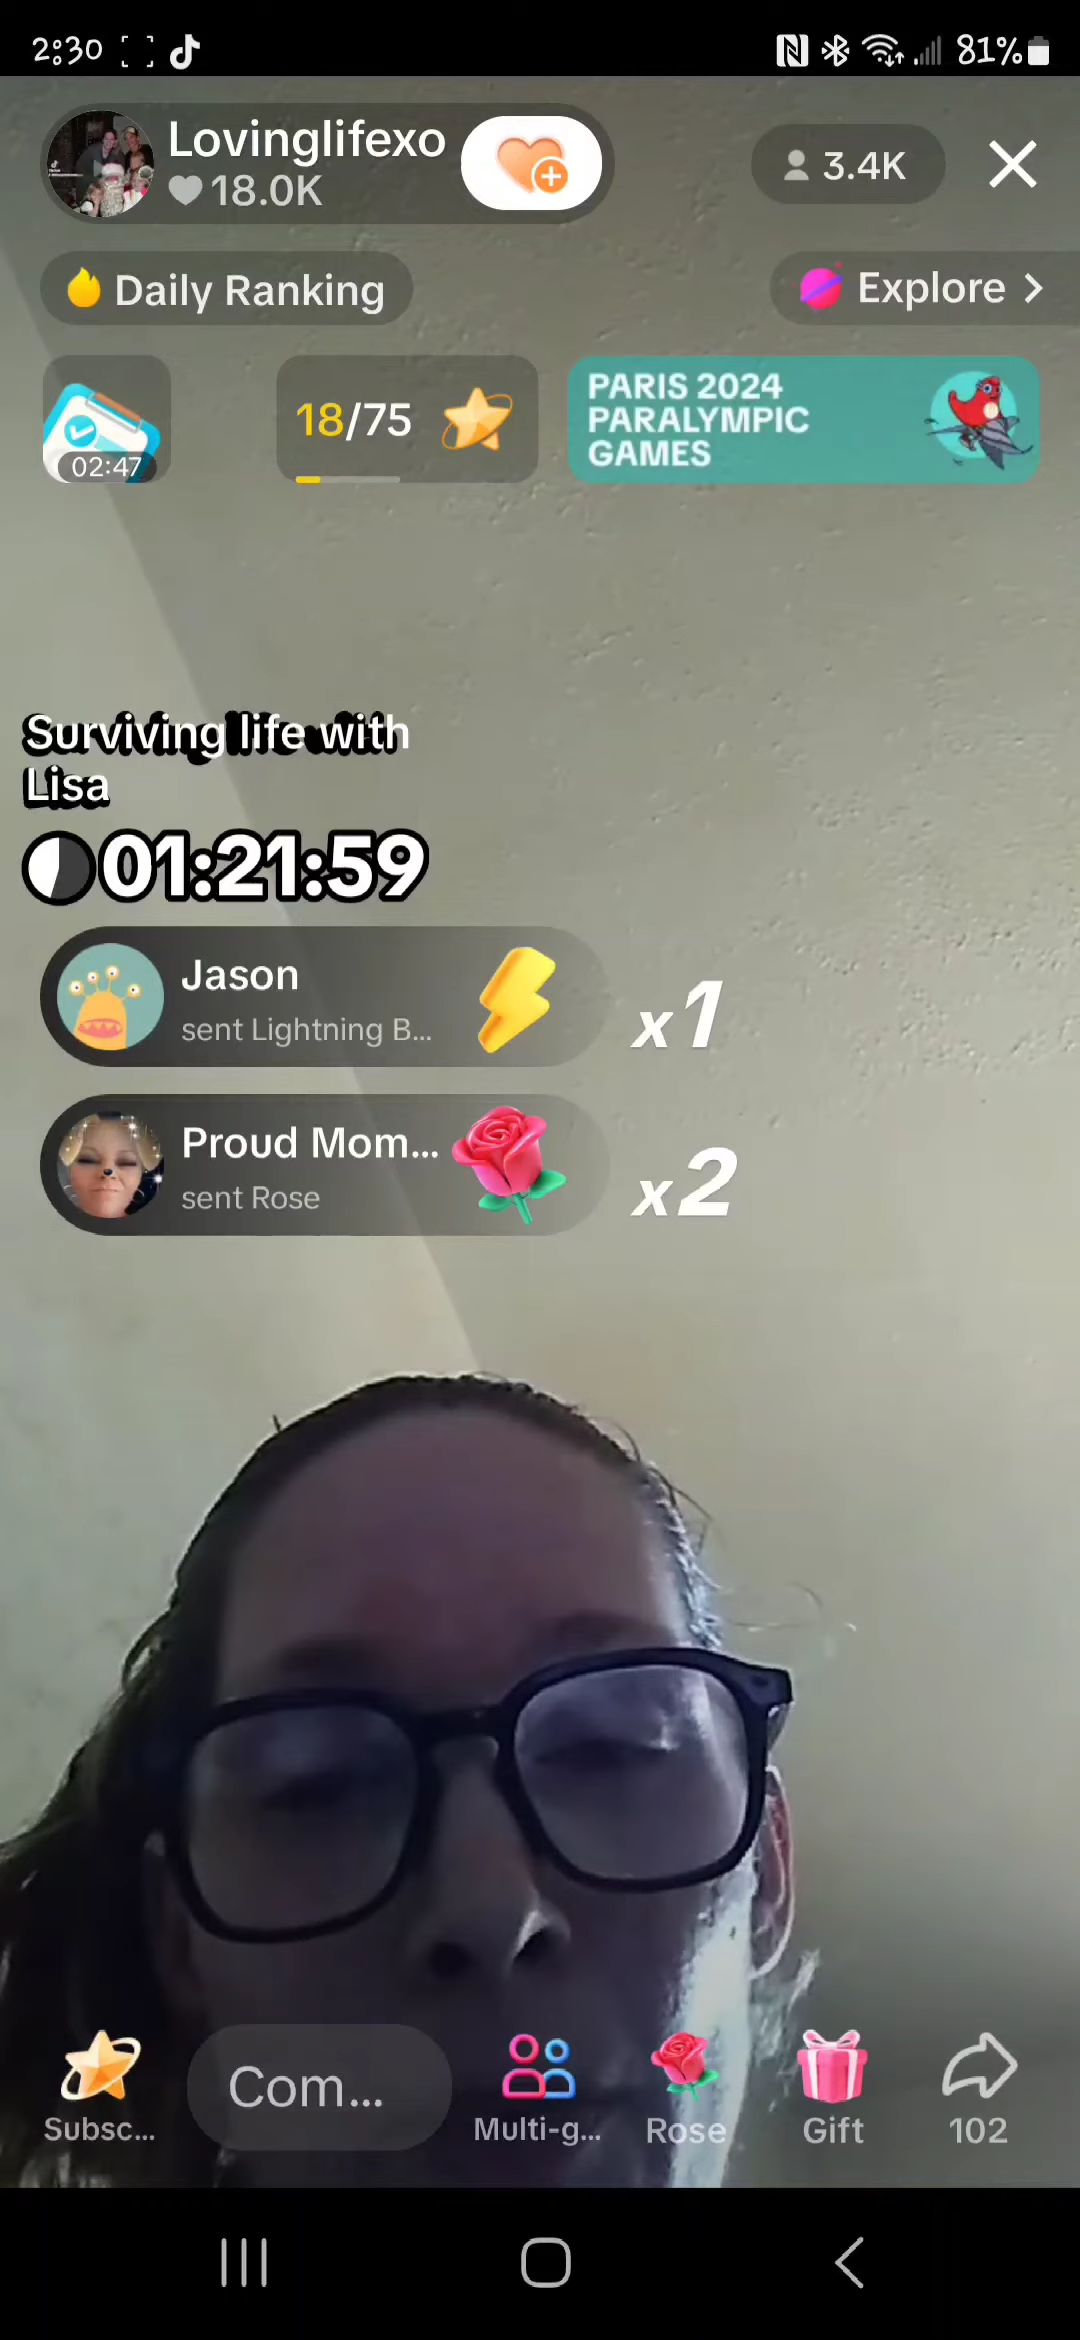 2:30 81%
Lovinglifexo
18.0K
3.4K
Daily Ranking
Explore
02:47
18/75
PARIS 2024
PARALYMPIC
GAMES
Surviving life with
Lisa
01:21:59
Jason
sent Lightning B...
x1
Proud Mom...
sent Rose
x2
Com...
Subsc...
Multi-g...
Rose
Gift
102